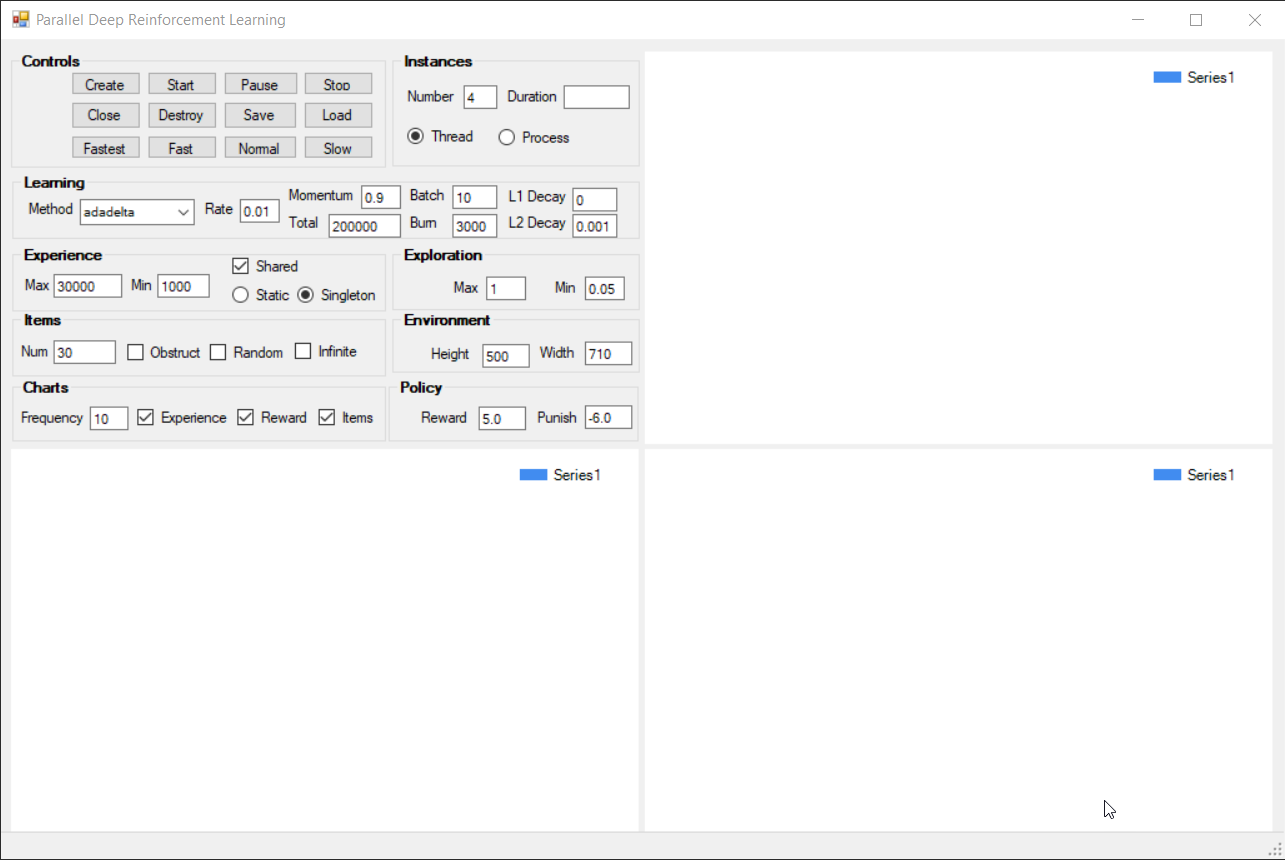 Parallel Deep Reinforcement Learning
Controls
Create Start Pause Stop
Close Destroy Save Load
Fastest Fast Normal Slow
Instances
Number 4 Duration
Thread Process
Learning
Method adadelta Rate 0.01 Momentum 0.9 Batch 10 L1 Decay 0
Total 200000 Burn 3000 L2 Decay 0.001
Experience
Max 30000 Min 1000 Shared
Static Singleton
Exploration
Max 1 Min 0.05
Items
Num 30 Obstruct Random Infinite
Environment
Height 500 Width 710
Charts
Frequency 10 Experience Reward Items
Policy
Reward 5.0 Punish -6.0
Series1
Series1
Series1